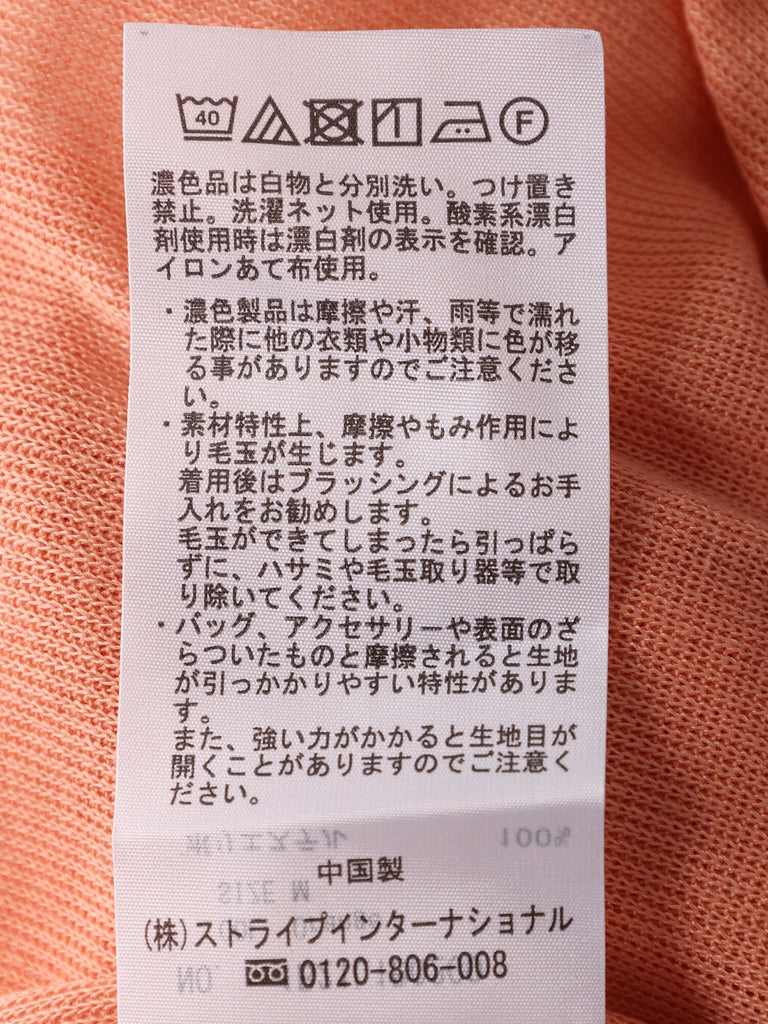 40
F
濃色品は白物と分別洗い。つけ置き
禁止。洗濯ネット使用。酸素系漂白
剤使用時は漂白剤の表示を確認。ア
イロンあて布使用。
・濃色製品は摩擦や汗、雨等で濡れ
た際に他の衣類や小物類に色が移
る事がありますのでご注意くださ
い。
・素材特性上、摩擦やもみ作用によ
り毛玉が生じます。
着用後はブラッシングによるお手
入れをお勧めします。
毛玉ができてしまったら引っぱら
ずに、ハサミや毛玉取り器等で取
り除いてください。
・バッグ、アクセサリーや表面のざ
らついたものと摩擦されると生地
が引っかかりやすい特性がありま
す。
また、強い力がかかると生地目が
開くことがありますのでご注意く
ださい。
ポリエステル 100%
中国製
SIZE M
(株)ストライプインターナショナル
NO.
0120-806-008